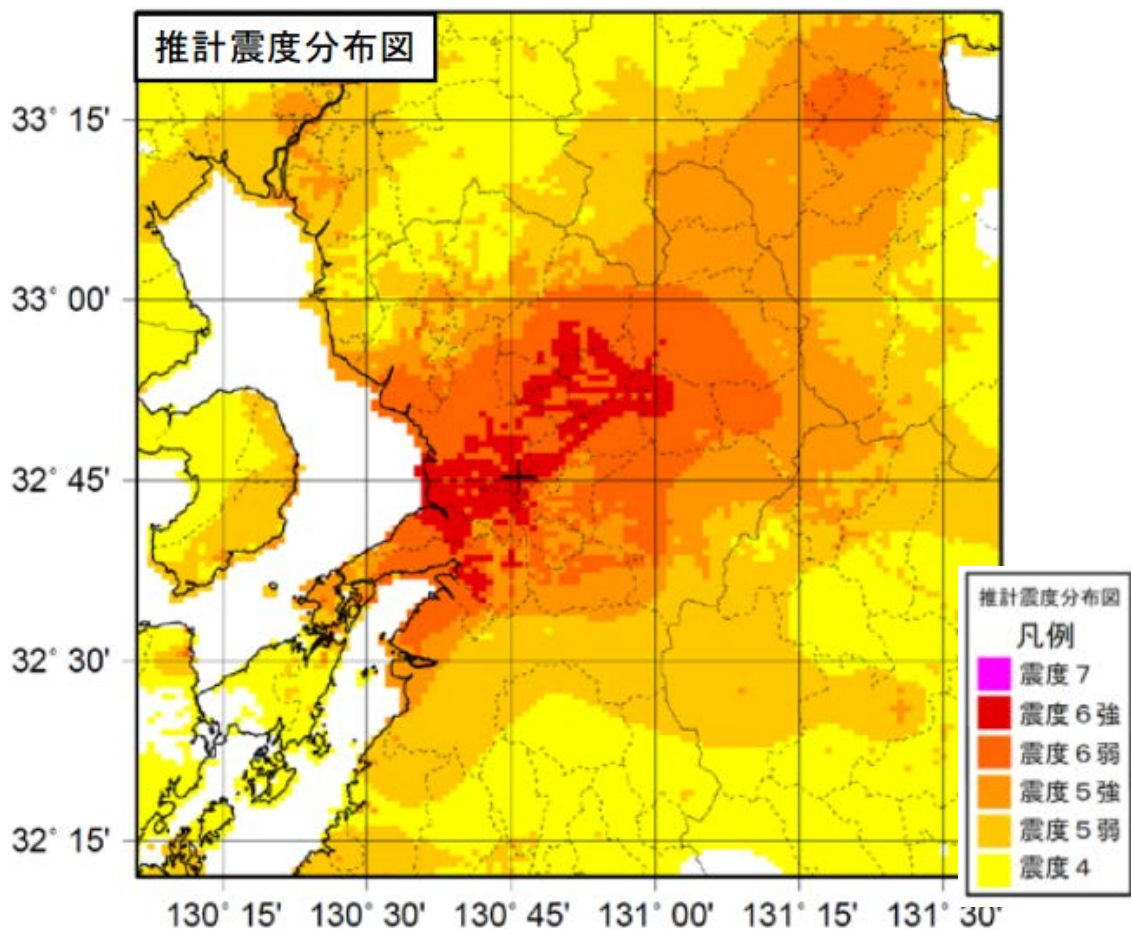 推計震度分布図
33° 15'
33° 00'
32° 45'
32° 30'
32° 15'
130° 15'
130° 30'
130° 45'
131° 00'
131° 15'
131° 30'
推計震度分布図
凡例
震度７
震度６強
震度６弱
震度５強
震度５弱
震度４